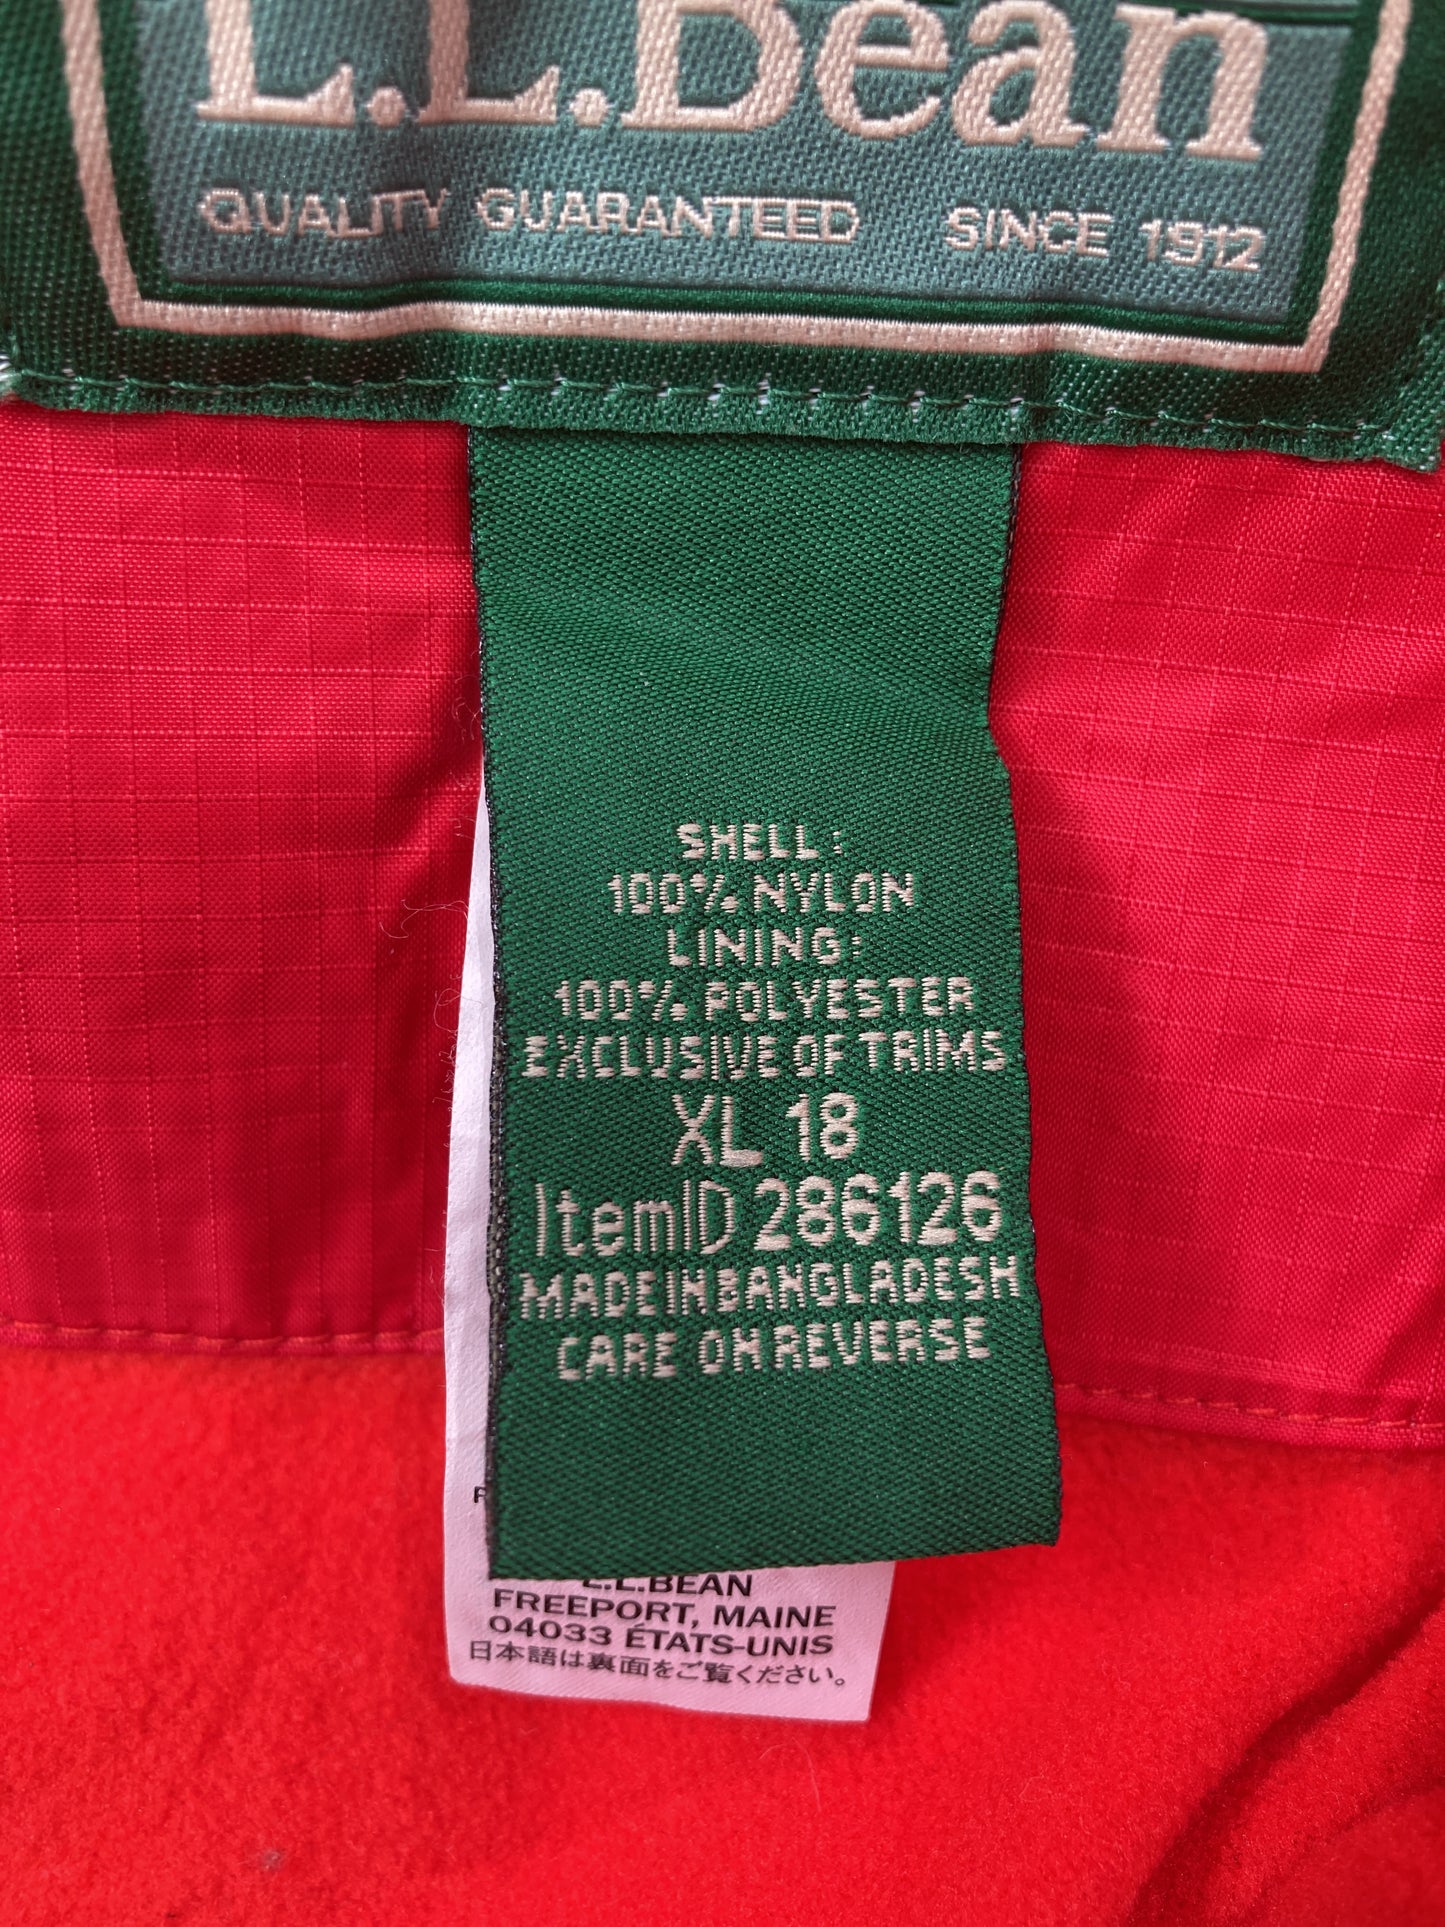 L.L.Bean
QUALITY GUARANTEED SINCE 1912
SHELL:
100% NYLON
LINING:
100% POLYESTER
EXCLUSIVE OF TRIMS
XL 18
ItemID 286126
MADE IN BANGLADESH
CARE ON REVERSE
L.L.BEAN
FREEPORT, MAINE
04033 ÉTATS-UNIS
日本語は裏面をご覧ください。